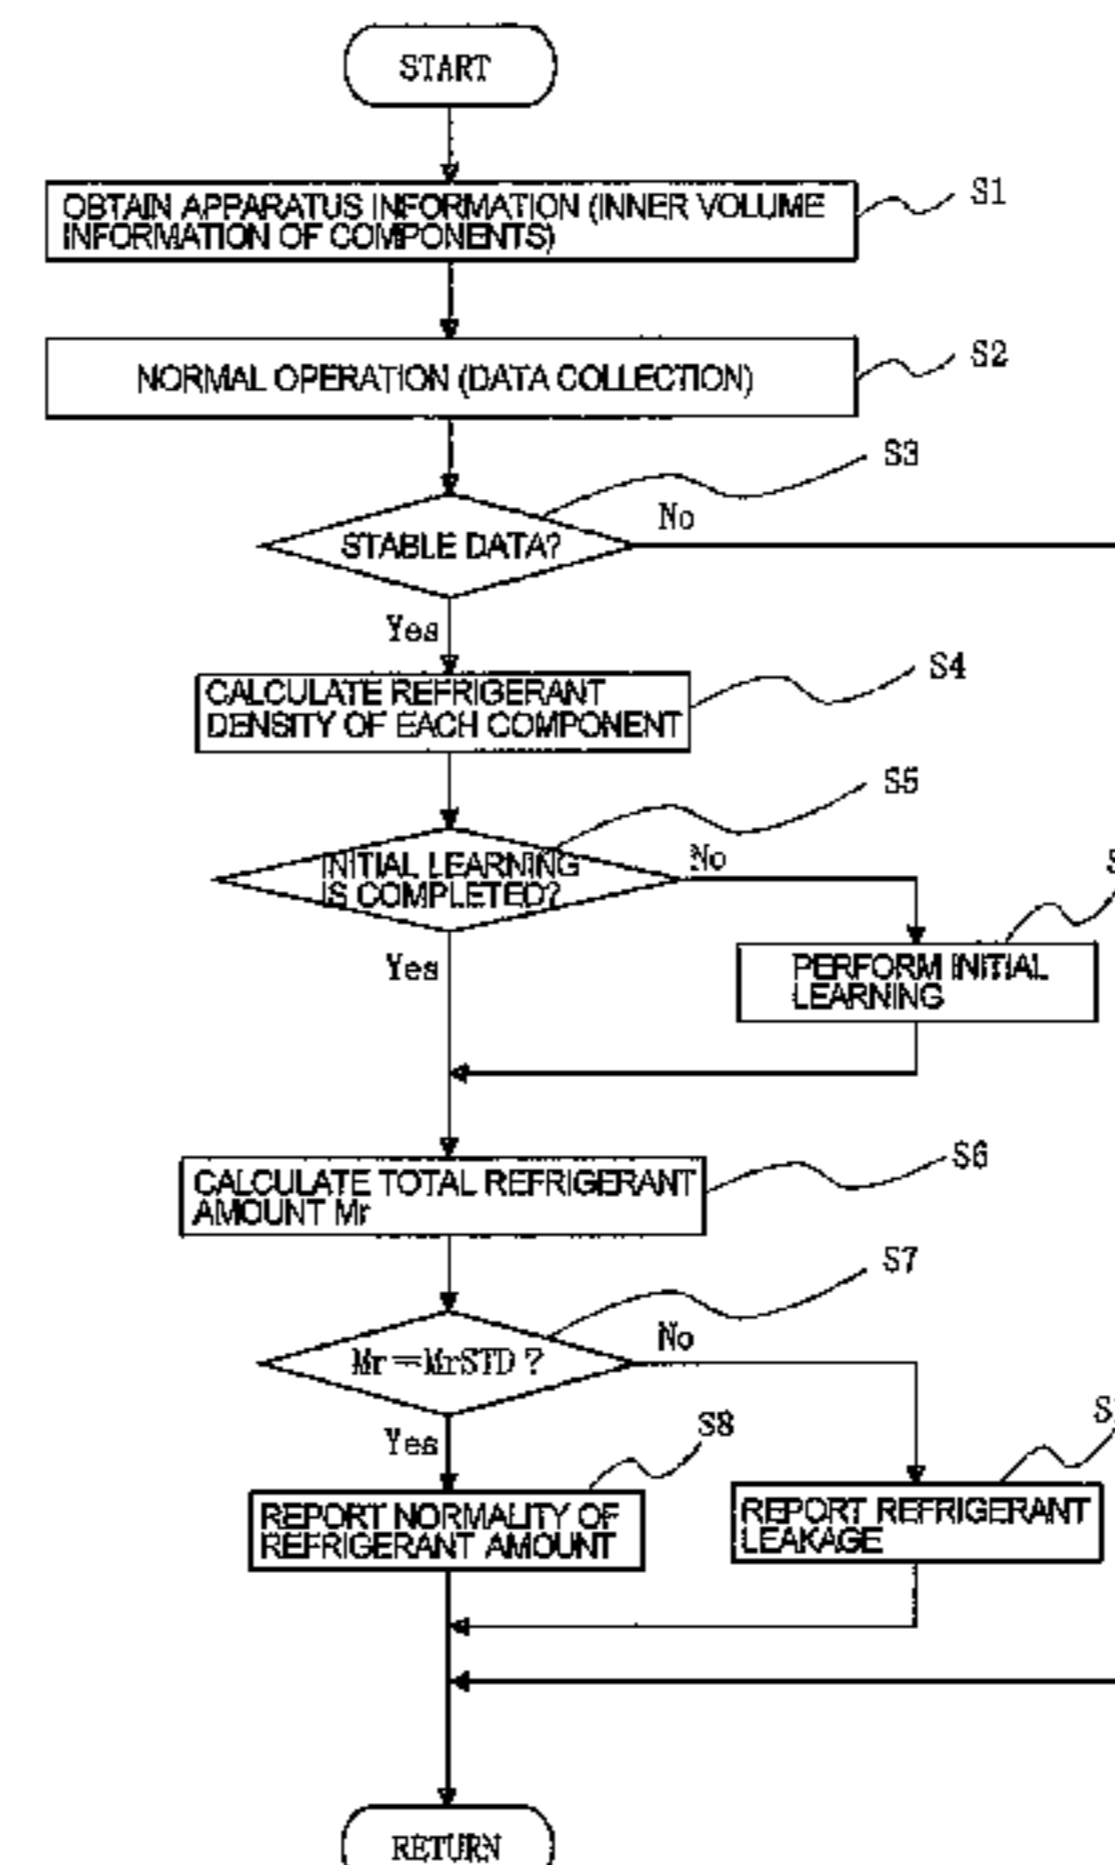 START
OBTAIN APPARATUS INFORMATION (INNER VOLUME
INFORMATION OF COMPONENTS)
S1
NORMAL OPERATION (DATA COLLECTION)
S2
S3
STABLE DATA?
No
Yes
CALCULATE REFRIGERANT
DENSITY OF EACH COMPONENT
S4
S5
INITIAL LEARNING
IS COMPLETED?
No
Yes
PERFORM INITIAL
LEARNING
CALCULATE TOTAL REFRIGERANT
AMOUNT Mr
S6
S7
Mr=MrSTD?
No
Yes
S8
REPORT NORMALITY OF
REFRIGERANT AMOUNT
REPORT REFRIGERANT
LEAKAGE
RETURN